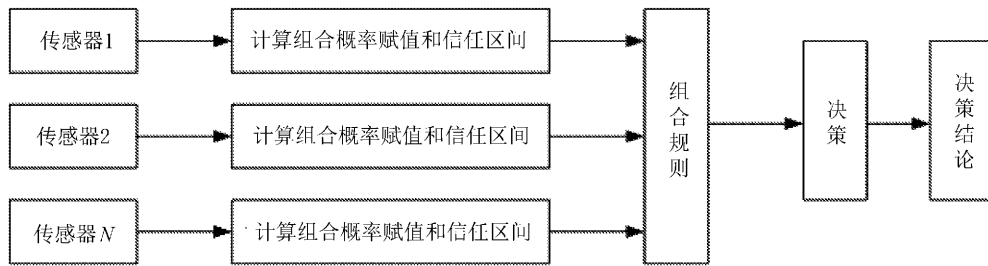 传感器1
计算组合概率赋值和信任区间
传感器2
计算组合概率赋值和信任区间
传感器N
计算组合概率赋值和信任区间
组合规则
决策
决策结论